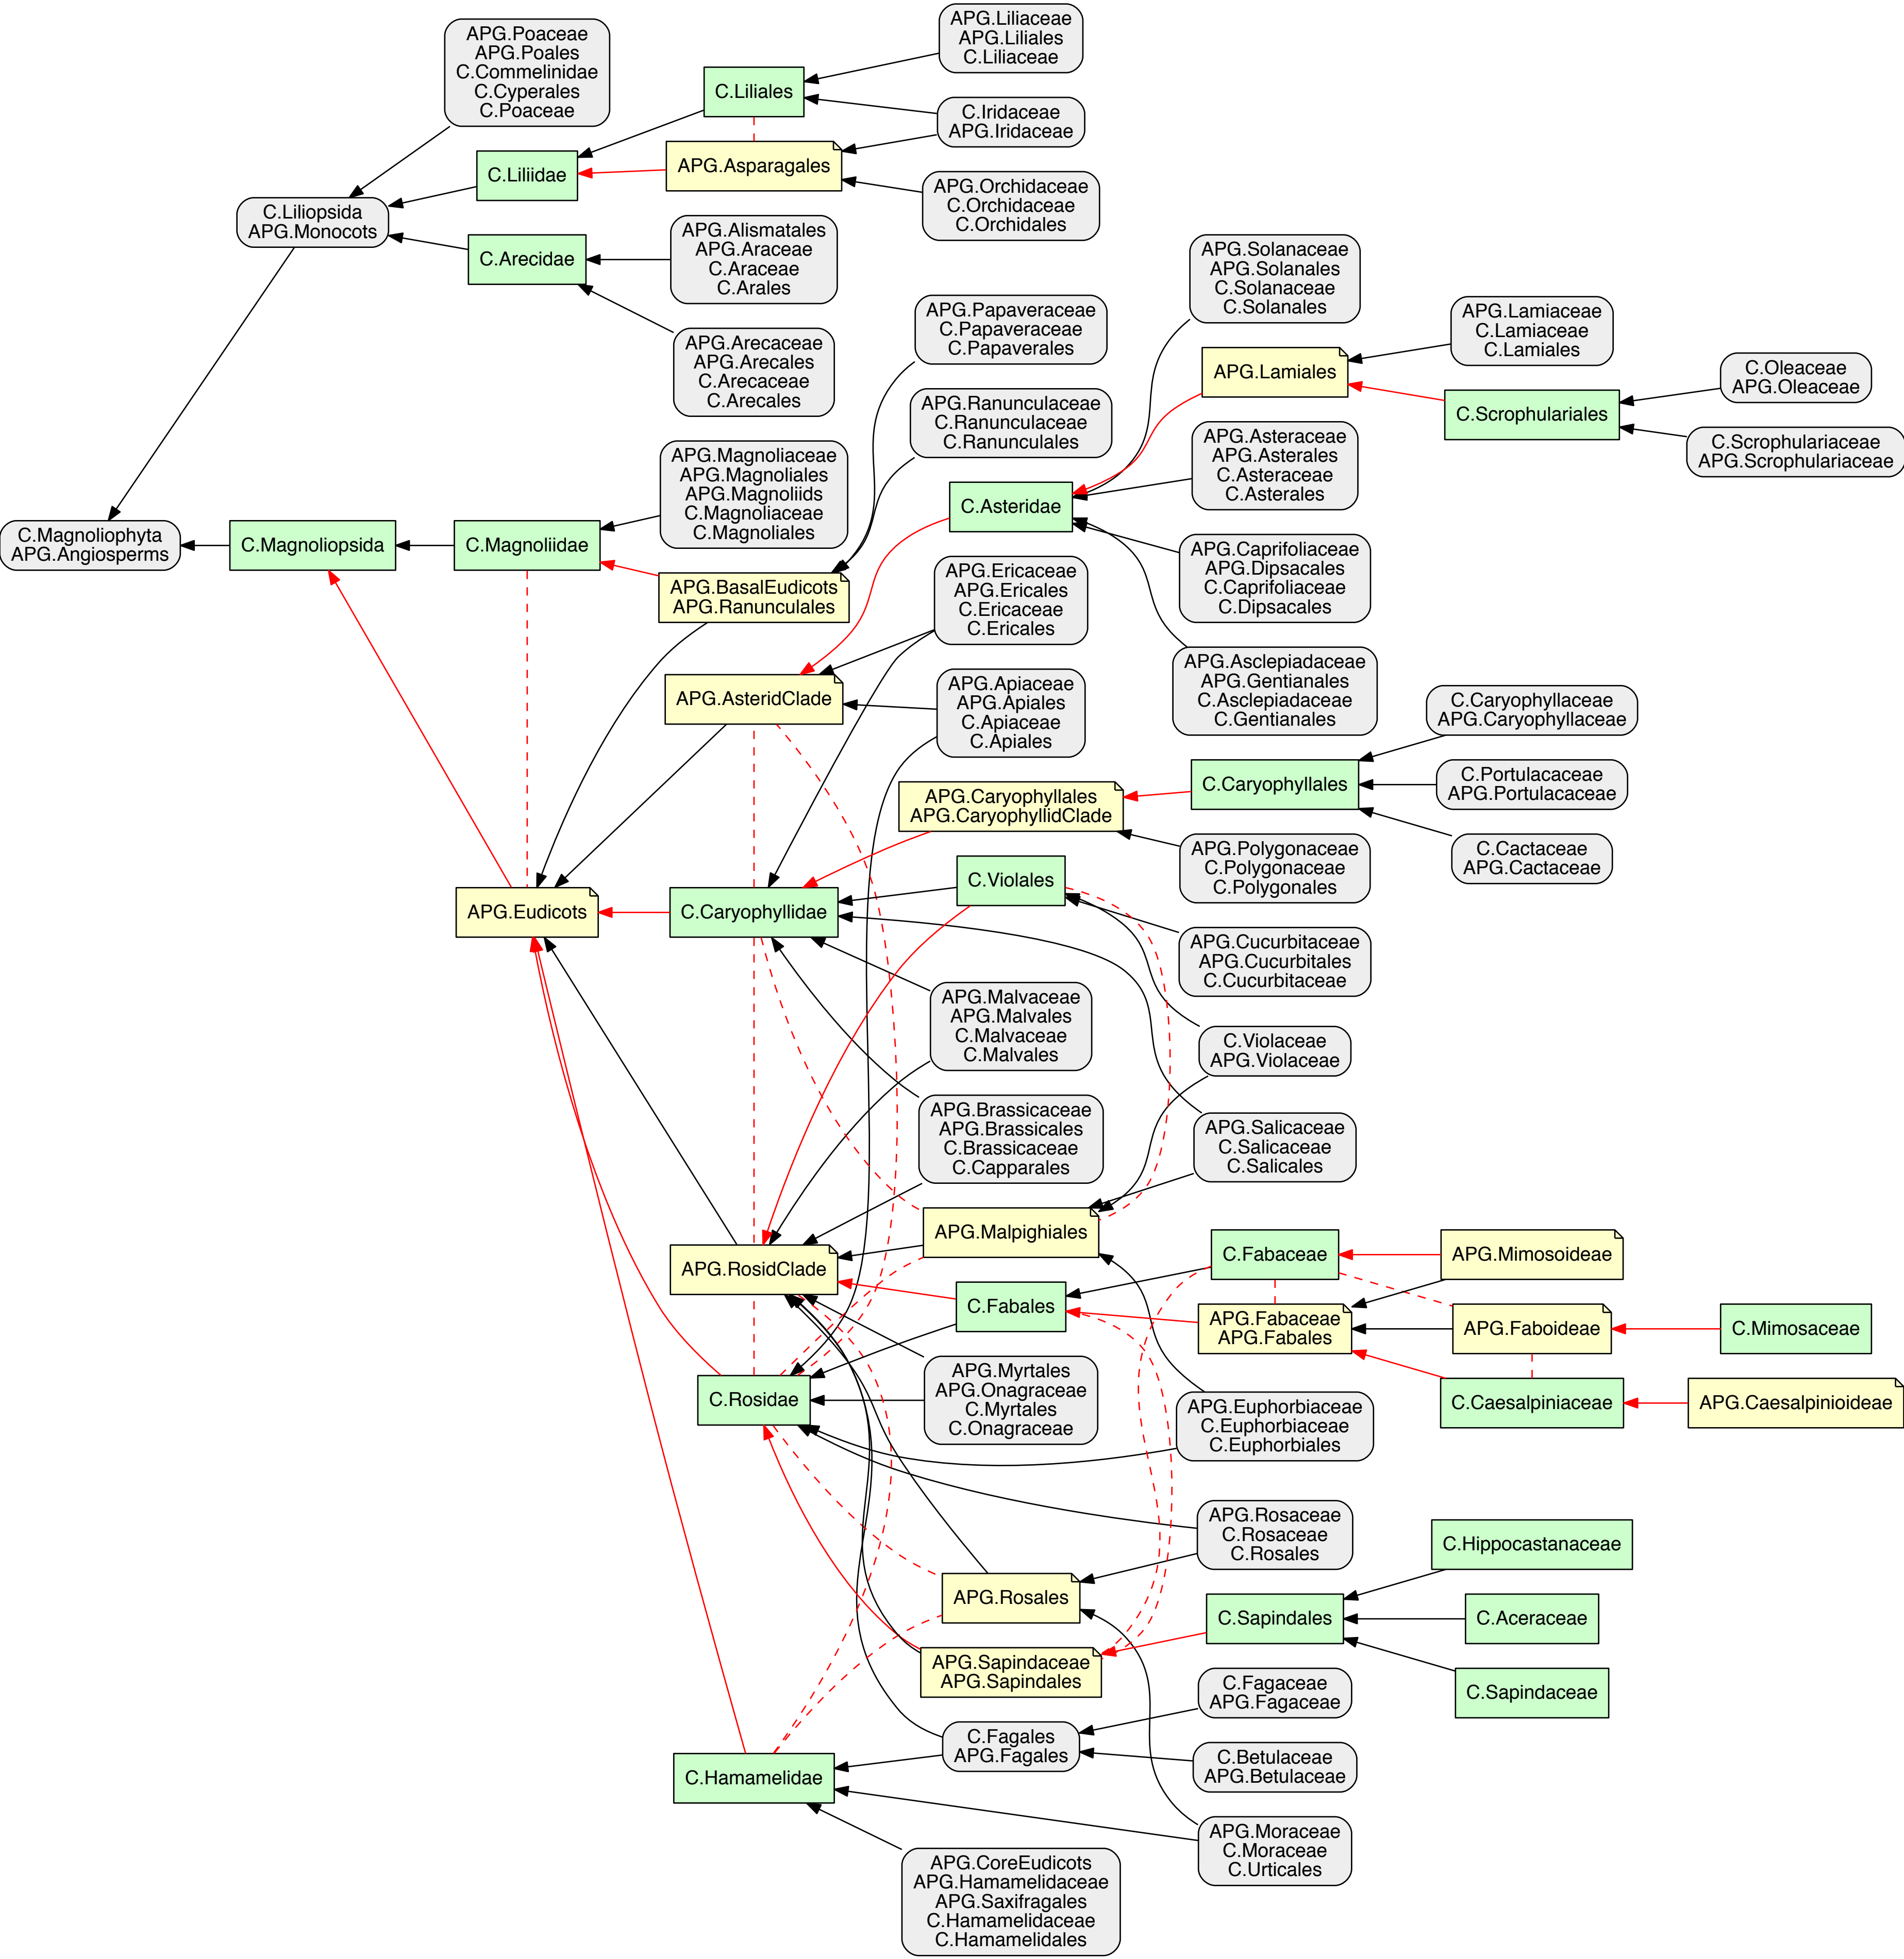 APG.Poaceae
APG.Poales
C.Commelinidae
C.Cyperales
C.Poaceae
C.Liliales
APG.Liliaceae
APG.Liliales
C.Liliaceae
C.Iridaceae
APG.Iridaceae
C.Liliidae
APG.Asparagales
APG.Orchidaceae
C.Orchidaceae
C.Orchidales
C.Liliopsida
APG.Monocots
C.Arecidae
APG.Alismatales
APG.Araceae
C.Araceae
C.Arales
APG.Arecaceae
APG.Arecales
C.Arecaceae
C.Arecales
APG.Papaveraceae
C.Papaveraceae
C.Papaverales
APG.Solanaceae
APG.Solanales
C.Solanaceae
C.Solanales
APG.Lamiaceae
C.Lamiaceae
C.Lamiales
APG.Lamiales
C.Oleaceae
APG.Oleaceae
C.Scrophulariales
C.Scrophulariaceae
APG.Scrophulariaceae
APG.Ranunculaceae
C.Ranunculaceae
C.Ranunculales
APG.Asteraceae
APG.Asterales
C.Asteraceae
C.Asterales
APG.Magnoliaceae
APG.Magnoliales
APG.Magnoliids
C.Magnoliaceae
C.Magnoliales
C.Asteridae
C.Magnoliophyta
APG.Angiosperms
C.Magnoliopsida
C.Magnoliidae
APG.BasalEudicots
APG.Ranunculales
APG.Ericaceae
APG.Ericales
C.Ericaceae
C.Ericales
APG.Caprifoliaceae
APG.Dipsacales
C.Caprifoliaceae
C.Dipsacales
APG.AsteridClade
APG.Apiaceae
APG.Apiales
C.Apiaceae
C.Apiales
APG.Asclepiadaceae
APG.Gentianales
C.Asclepiadaceae
C.Gentianales
C.Caryophyllaceae
APG.Caryophyllaceae
APG.Caryophyllales
APG.CaryophyllidClade
C.Caryophyllales
C.Portulacaceae
APG.Portulacaceae
APG.Polygonaceae
C.Polygonaceae
C.Polygonales
C.Cactaceae
APG.Cactaceae
C.Violales
APG.Eudicots
C.Caryophyllidae
APG.Cucurbitaceae
APG.Cucurbitales
C.Cucurbitaceae
APG.Malvaceae
APG.Malvales
C.Malvaceae
C.Malvales
C.Violaceae
APG.Violaceae
APG.Brassicaceae
APG.Brassicales
C.Brassicaceae
C.Capparales
APG.Salicaceae
C.Salicaceae
C.Salicales
APG.Malpighiales
APG.RosidClade
C.Fabaceae
APG.Mimosoideae
C.Fabales
APG.Fabaceae
APG.Fabales
APG.Faboideae
C.Mimosaceae
C.Rosidae
APG.Myrtales
APG.Onagraceae
C.Myrtales
C.Onagraceae
APG.Euphorbiaceae
C.Euphorbiaceae
C.Euphorbiales
C.Caesalpiniaceae
APG.Caesalpinioideae
APG.Rosaceae
C.Rosaceae
C.Rosales
C.Hippocastanaceae
APG.Rosales
C.Sapindales
C.Aceraceae
APG.Sapindaceae
APG.Sapindales
C.Sapindaceae
C.Fagaceae
APG.Fagaceae
C.Fagales
APG.Fagales
C.Betulaceae
APG.Betulaceae
C.Hamamelidae
APG.Moraceae
C.Moraceae
C.Urticales
APG.CoreEudicots
APG.Hamamelidaceae
APG.Saxifragales
C.Hamamelidaceae
C.Hamamelidales